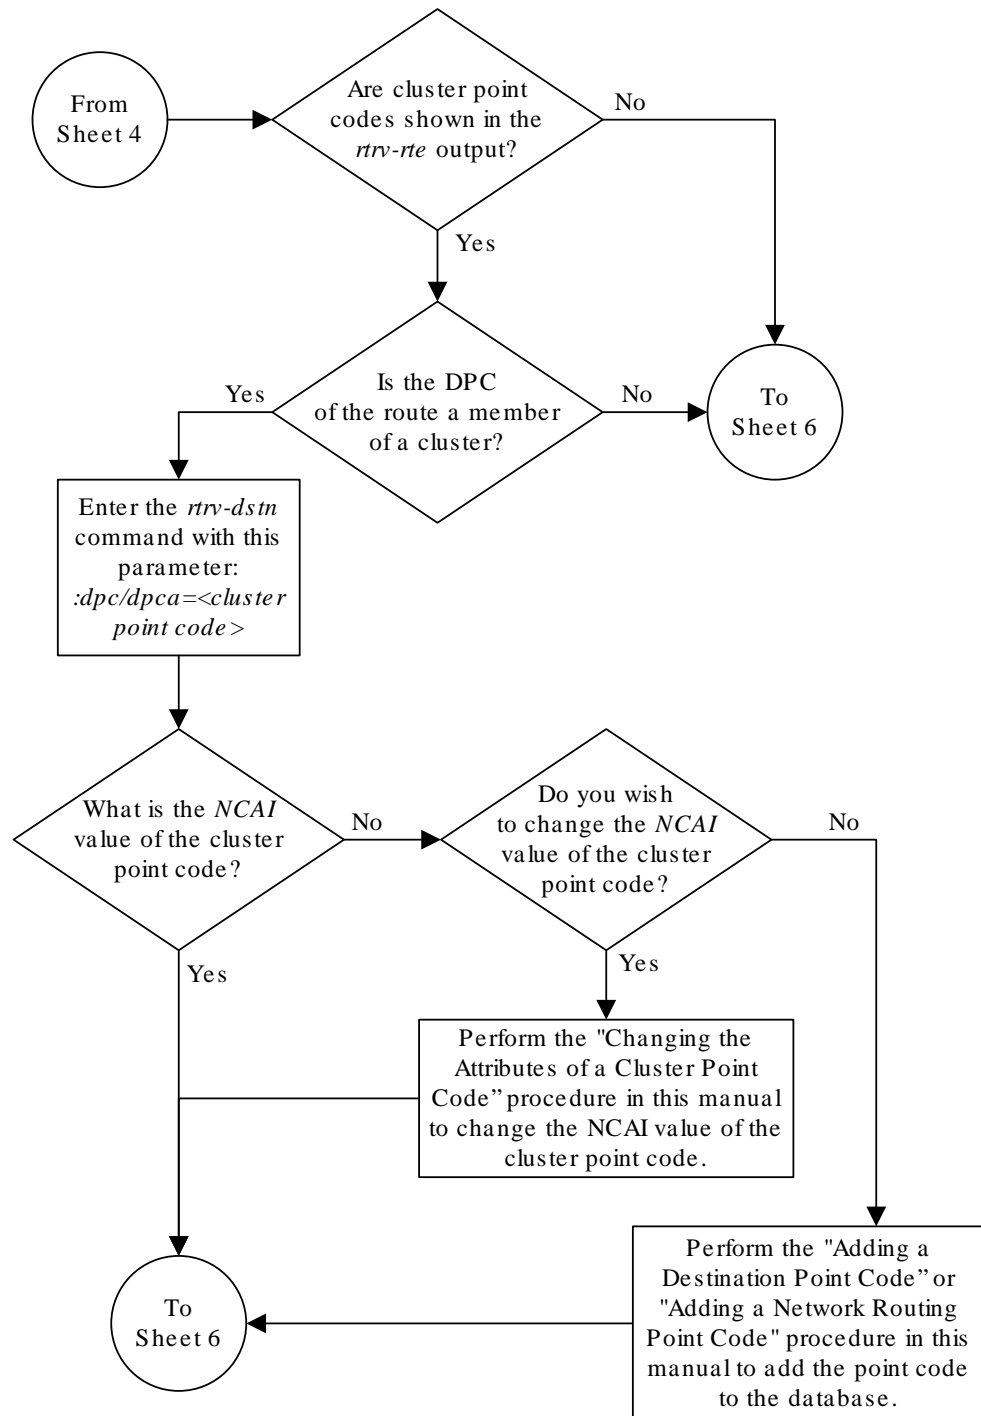 From
Sheet 4
Are cluster point
codes shown in the
rtrv-rte output?
No
Yes
Is the DPC
of the route a member
of a cluster?
Yes
No
To
Sheet 6
Enter the rtrv-dstn
command with this
parameter:
:dpc/dpca=<cluster
point code>
What is the NCAI
value of the cluster
point code?
No
Yes
Do you wish
to change the NCAI
value of the cluster
point code?
No
Yes
Perform the "Changing the
Attributes of a Cluster Point
Code” procedure in this manual
to change the NCAI value of the
cluster point code.
Perform the "Adding a
Destination Point Code” or
"Adding a Network Routing
Point Code" procedure in this
manual to add the point code
to the database.
To
Sheet 6